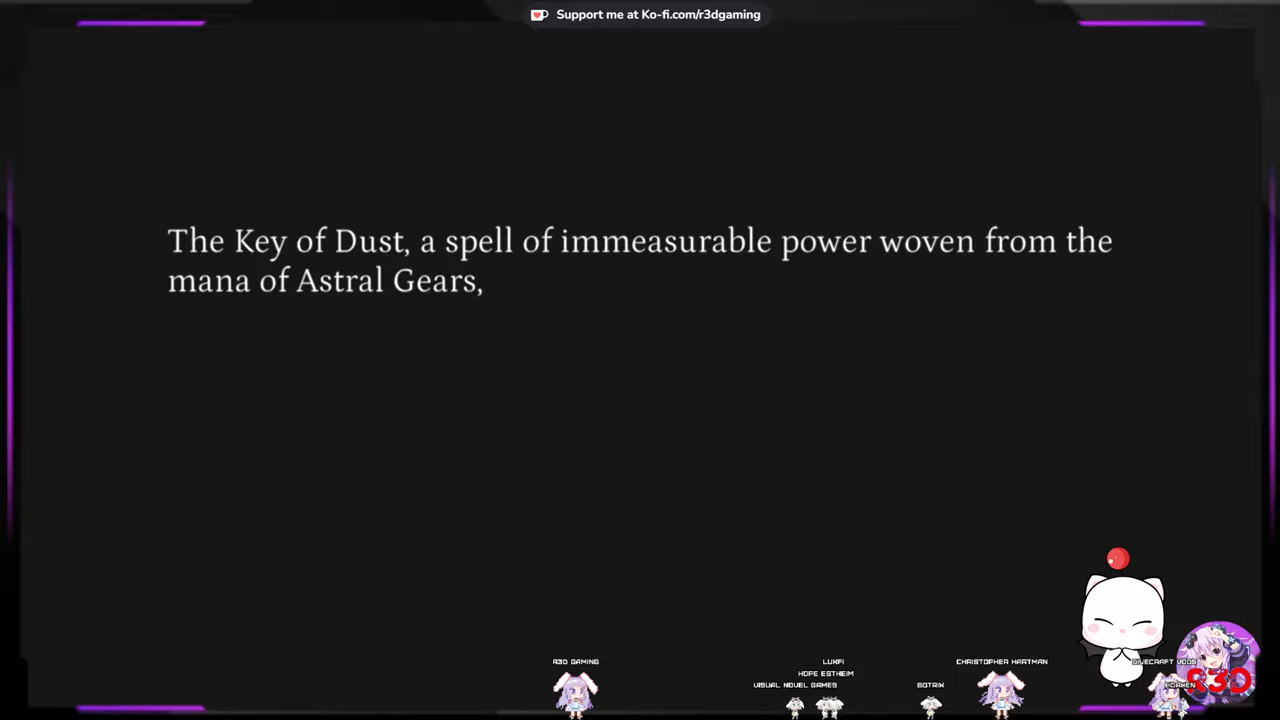 Support me at Ko-fi.com/r3dgaming
The Key of Dust, a spell of immeasurable power woven from the
mana of Astral Gears,
R3D GAMING
LUXFI
HOPE ESTHEIM
VISUAL NOVEL GAMES
BOTRIX
CHRISTOPHER HARTMAN
R3D